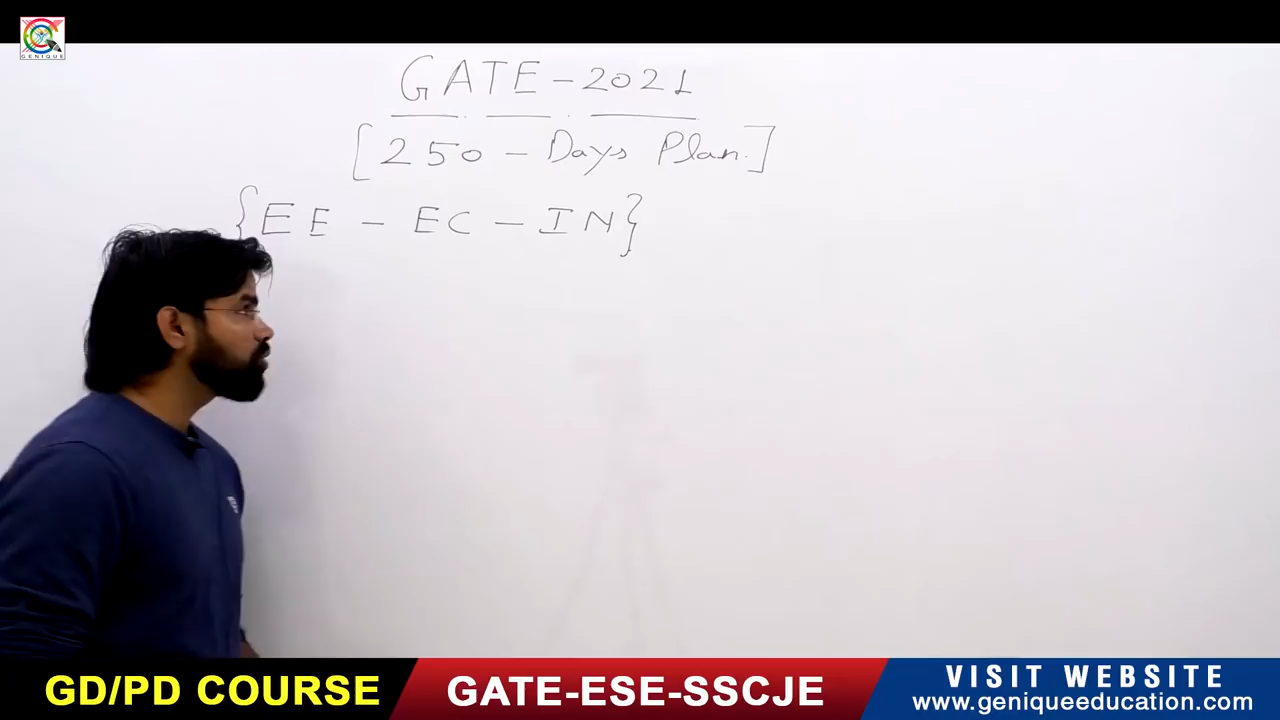 GENIQUE
GATE-2021
[250-Days Plan.]
{EE - EC - IN}
GD/PD COURSE
GATE-ESE-SSCJE
VISIT WEBSITE
www.geniqueeducation.com